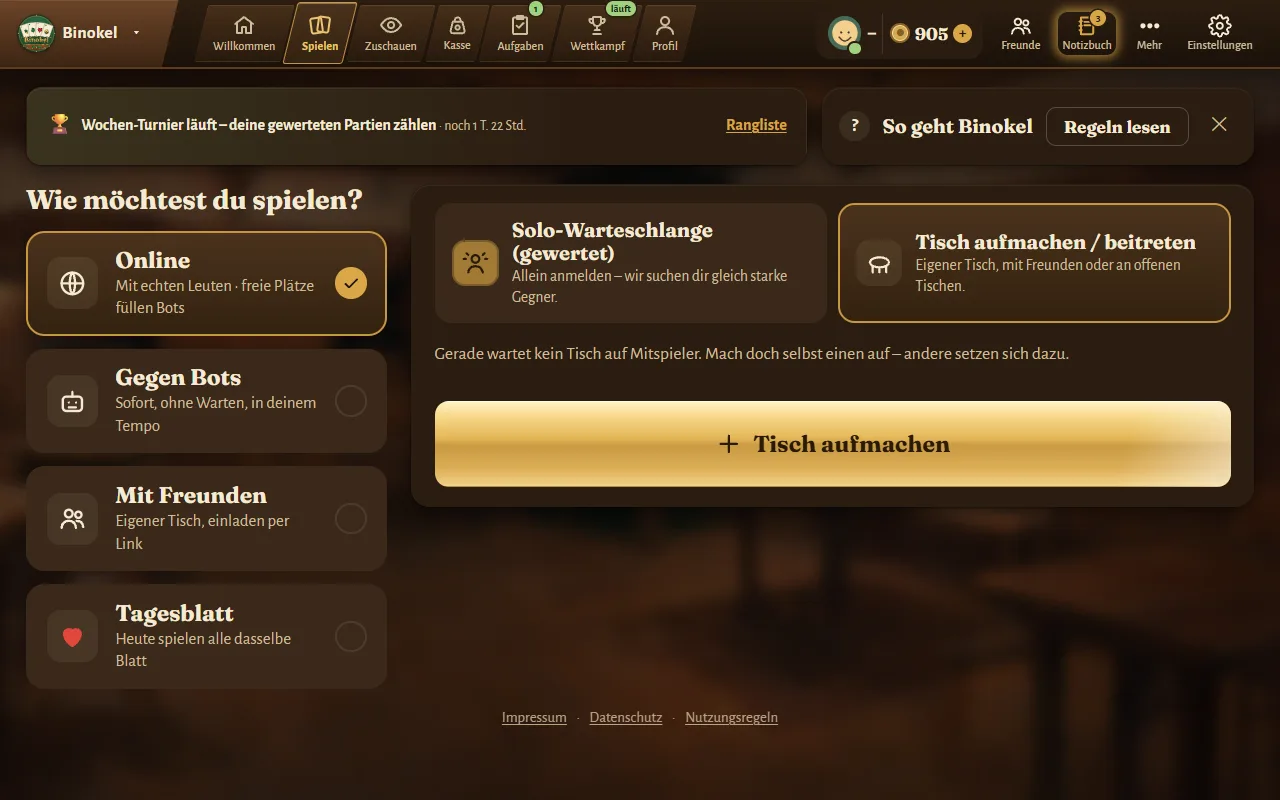 Binokel
Willkommen
Spielen
Zuschauen
Kasse
1
Aufgaben
läuft
Wettkampf
Profil
–
905
+
Freunde
3
Notizbuch
Mehr
Einstellungen
Wochen-Turnier läuft – deine gewerteten Partien zählen · noch 1 T. 22 Std.
Rangliste
?
So geht Binokel
Regeln lesen
Wie möchtest du spielen?
Online
Mit echten Leuten · freie Plätze
füllen Bots
Gegen Bots
Sofort, ohne Warten, in deinem
Tempo
Mit Freunden
Eigener Tisch, einladen per
Link
Tagesblatt
Heute spielen alle dasselbe
Blatt
Solo-Warteschlange
(gewertet)
Allein anmelden – wir suchen dir gleich starke
Gegner.
Tisch aufmachen / beitreten
Eigener Tisch, mit Freunden oder an offenen
Tischen.
Gerade wartet kein Tisch auf Mitspieler. Mach doch selbst einen auf – andere setzen sich dazu.
+ Tisch aufmachen
Impressum · Datenschutz · Nutzungsregeln